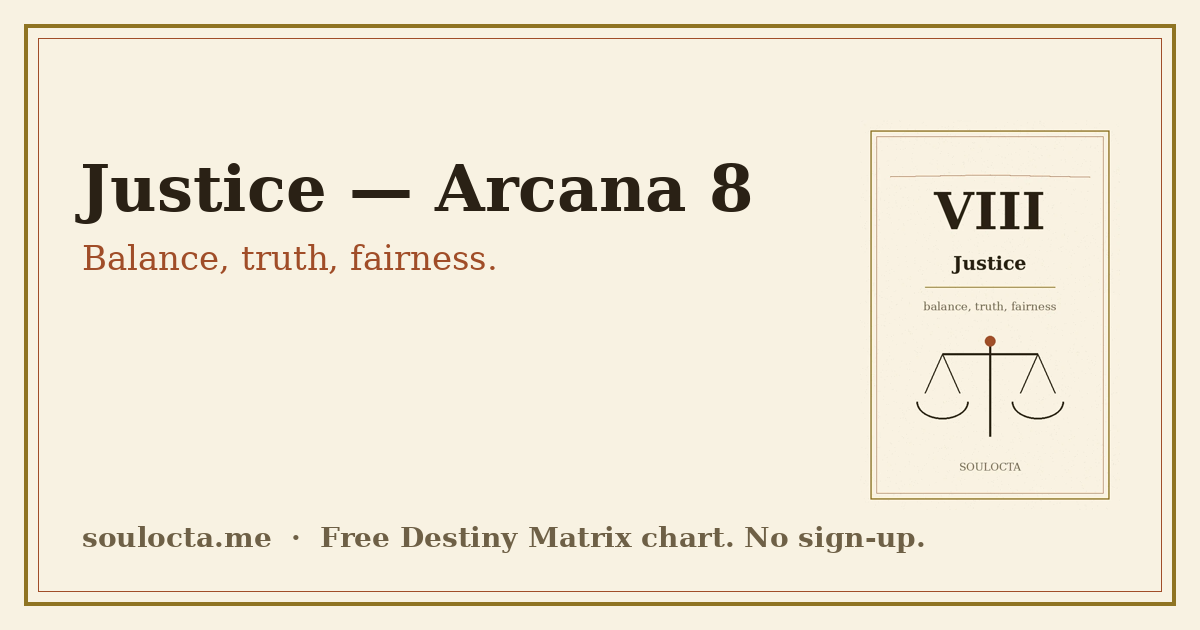 Justice — Arcana 8
Balance, truth, fairness.
VIII
Justice
balance, truth, fairness
SOULOCTA
soulocta.me · Free Destiny Matrix chart. No sign-up.